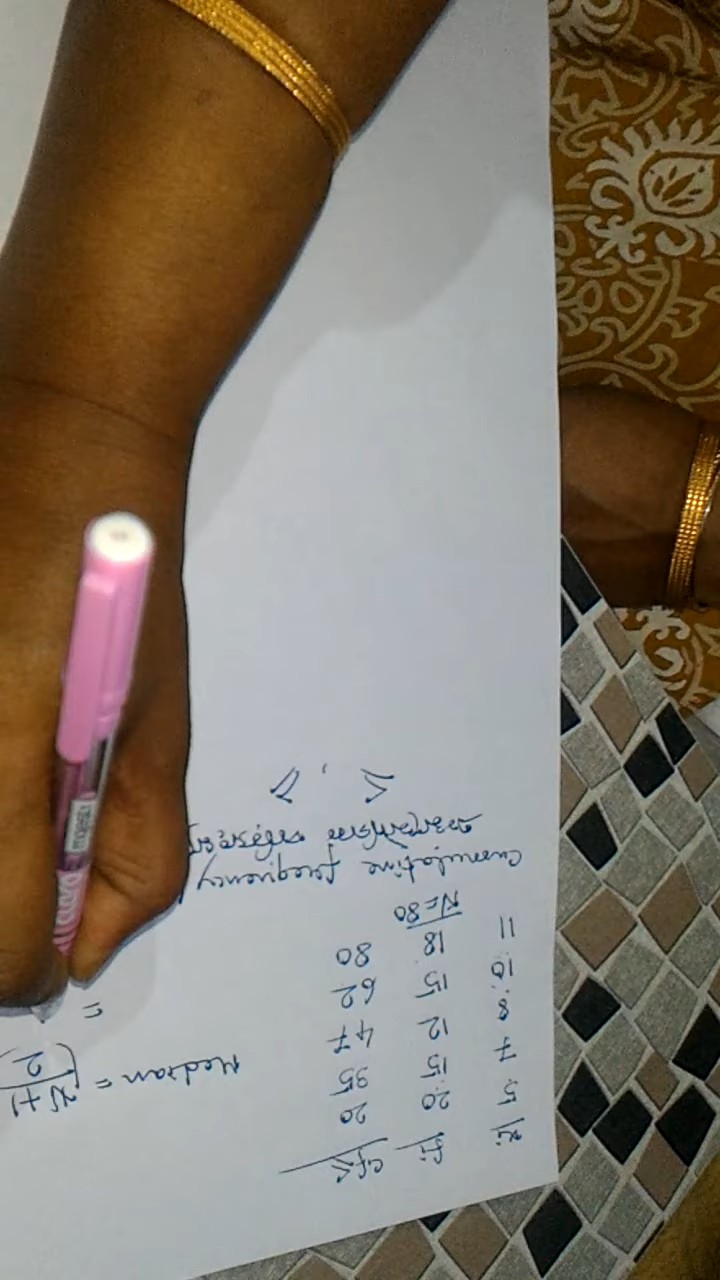 xi fi cf<
5 20 20
7 15 35
8 12 47
10 15 62
11 18 80
N=80
Median = (N+1
2)
=
Cumulative frequency
<, >